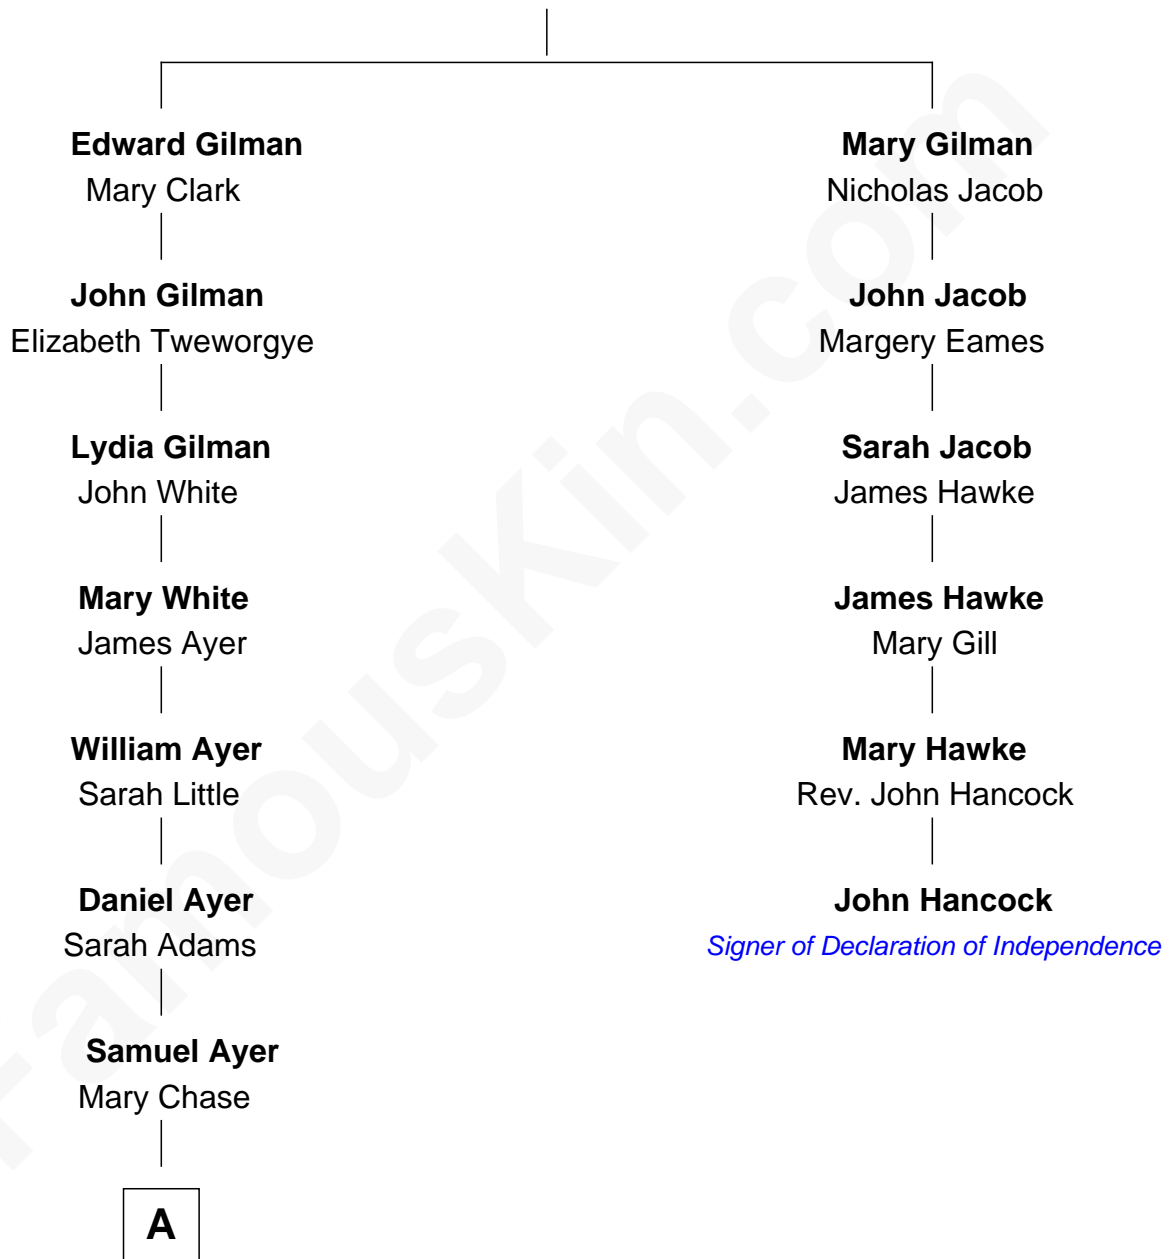 Edward Gilman
Mary Clark
John Gilman
Elizabeth Tweworgye
Lydia Gilman
John White
Mary White
James Ayer
William Ayer
Sarah Little
Daniel Ayer
Sarah Adams
Samuel Ayer
Mary Chase
A
Mary Gilman
Nicholas Jacob
John Jacob
Margery Eames
Sarah Jacob
James Hawke
James Hawke
Mary Gill
Mary Hawke
Rev. John Hancock
John Hancock
Signer of Declaration of Independence
FamousKin.com